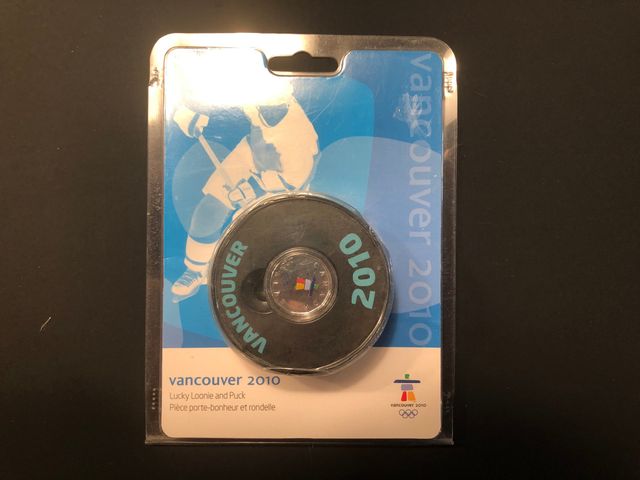 vancouver 2010
VANCOUVER
2010
vancouver 2010
Lucky Loonie and Puck
Pièce porte-bonheur et rondelle
vancouver 2010